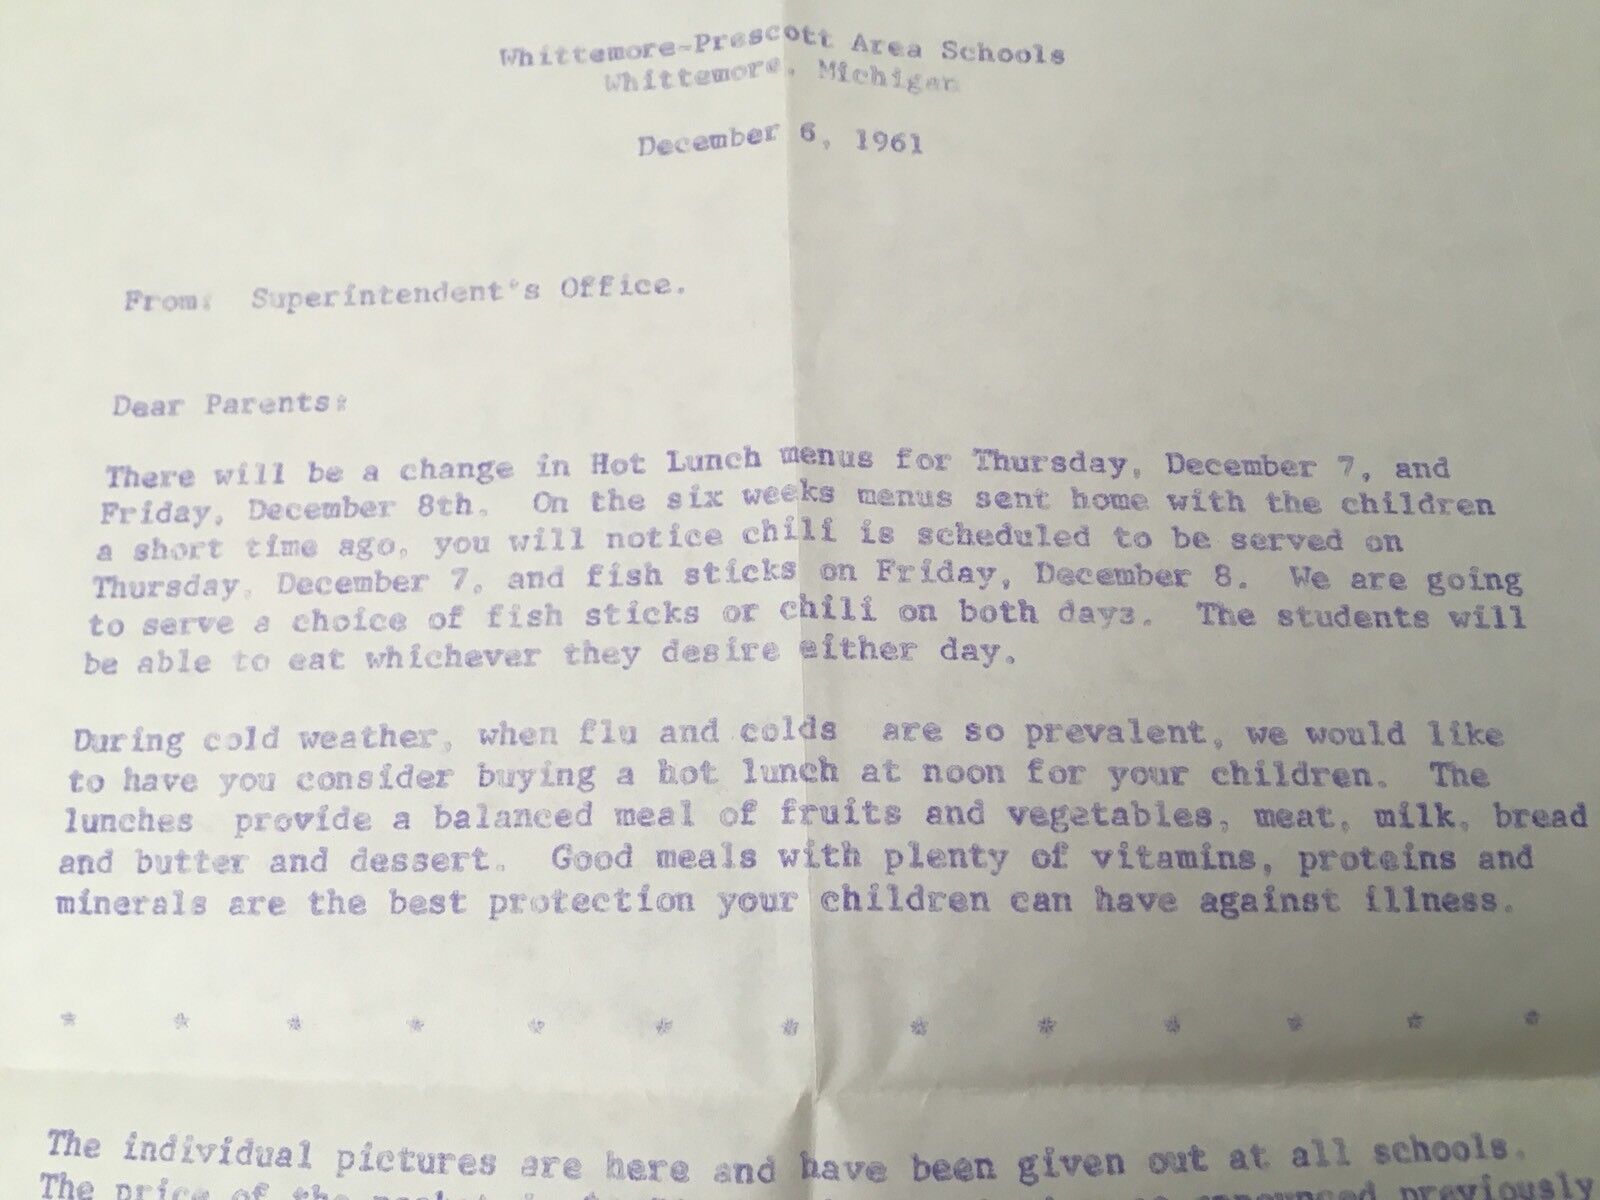 Whittemore-Prescott Area Schools
Whittemore, Michigan
December 6, 1961
From: Superintendent's Office.
Dear Parents:
There will be a change in Hot Lunch menus for Thursday, December 7, and
Friday, December 8th. On the six weeks menus sent home with the children
a short time ago, you will notice chili is scheduled to be served on
Thursday, December 7, and fish sticks on Friday, December 8. We are going
to serve a choice of fish sticks or chili on both days. The students will
be able to eat whichever they desire either day.
During cold weather, when flu and colds are so prevalent, we would like
to have you consider buying a hot lunch at noon for your children. The
lunches provide a balanced meal of fruits and vegetables, meat, milk, bread
and butter and dessert. Good meals with plenty of vitamins, proteins and
minerals are the best protection your children can have against illness.
* * * * * * * * * * * * *
The individual pictures are here and have been given out at all schools.
The price of the packet announced previously